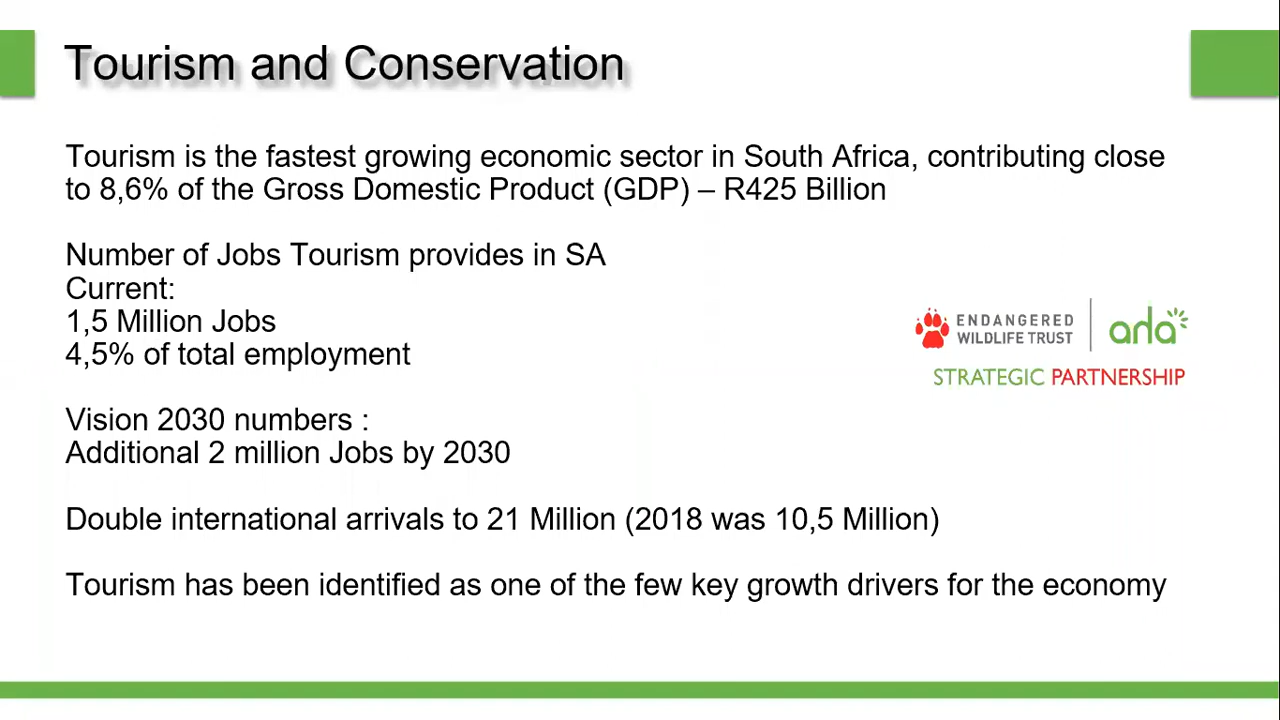 Tourism and Conservation
Tourism is the fastest growing economic sector in South Africa, contributing close
to 8,6% of the Gross Domestic Product (GDP) – R425 Billion
Number of Jobs Tourism provides in SA
Current:
1,5 Million Jobs
4,5% of total employment
ENDANGERED
WILDLIFE TRUST
arla
STRATEGIC PARTNERSHIP
Vision 2030 numbers :
Additional 2 million Jobs by 2030
Double international arrivals to 21 Million (2018 was 10,5 Million)
Tourism has been identified as one of the few key growth drivers for the economy